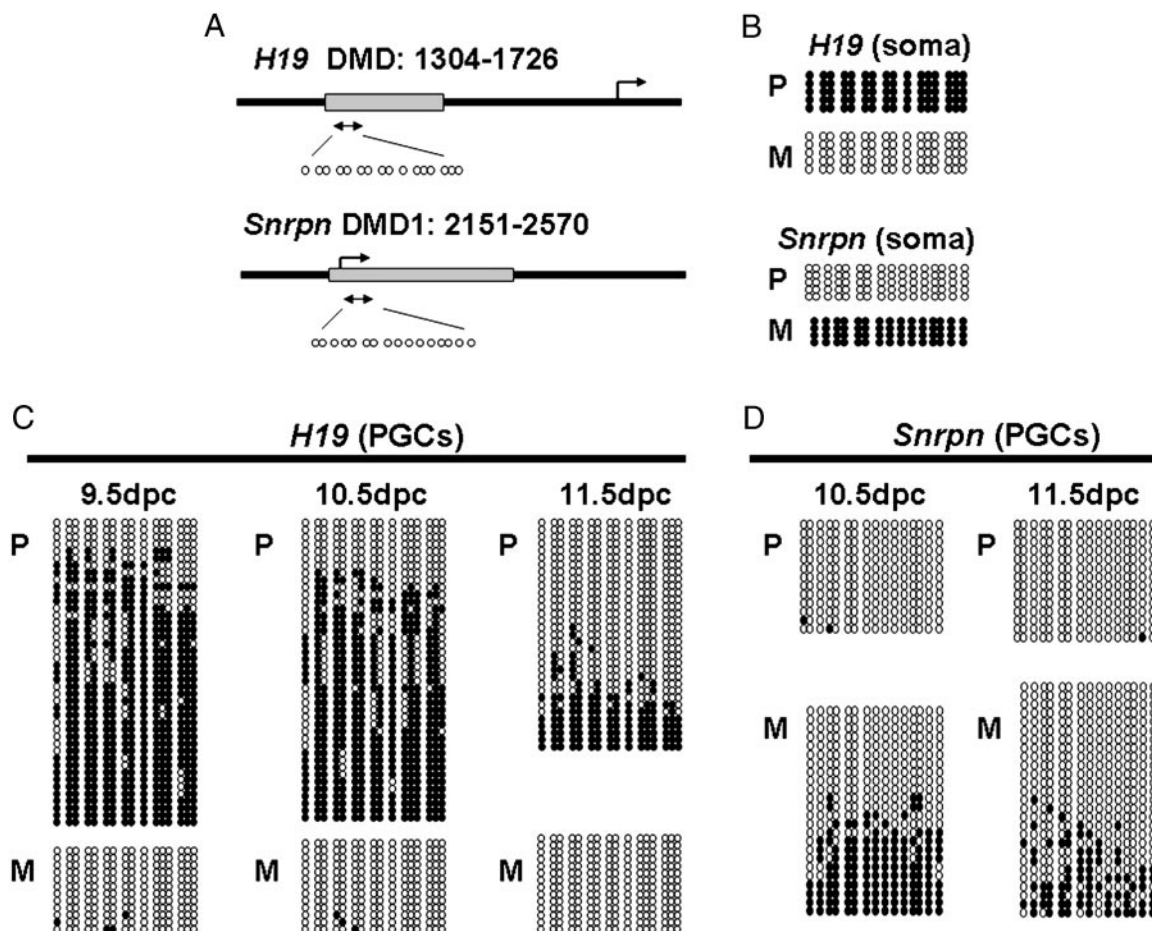 A
H19 DMD: 1304-1726
Snrpn DMD1: 2151-2570
B
H19 (soma)
P
M
Snrpn (soma)
P
M
C
H19 (PGCs)
9.5dpc
10.5dpc
11.5dpc
P
P
P
M
M
M
D
Snrpn (PGCs)
10.5dpc
11.5dpc
P
P
M
M